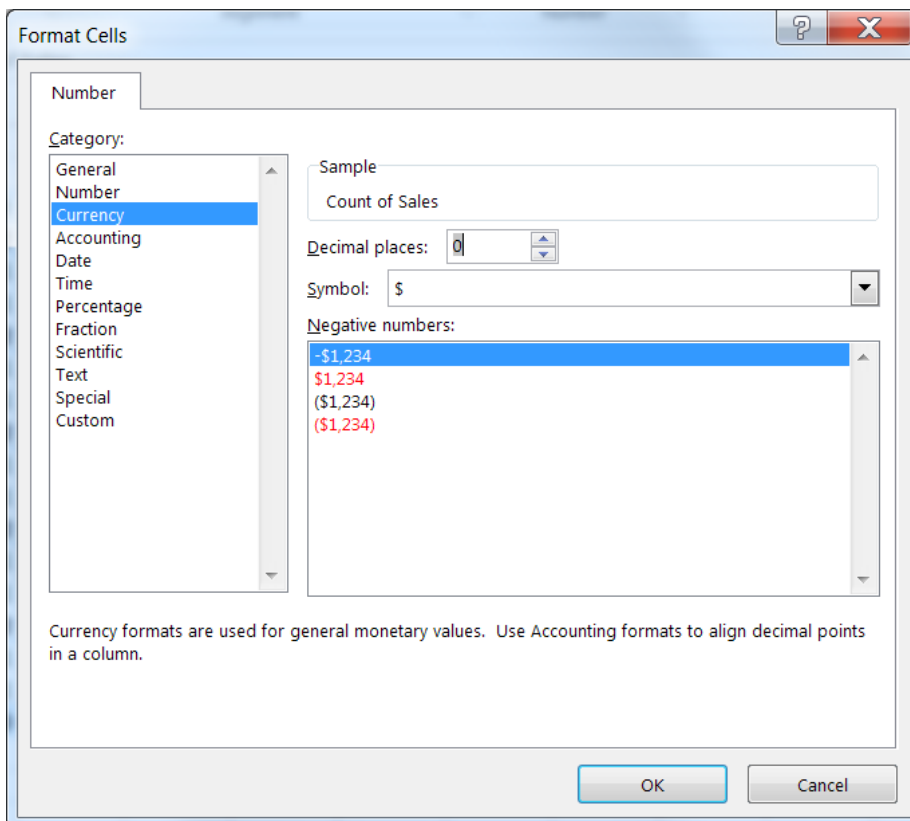 Format Cells
Number
Category:
General
Number
Currency
Accounting
Date
Time
Percentage
Fraction
Scientific
Text
Special
Custom
Sample
Count of Sales
Decimal places: 0
Symbol: $
Negative numbers:
-$1,234
$1,234
($1,234)
($1,234)
Currency formats are used for general monetary values.  Use Accounting formats to align decimal points
in a column.
OK
Cancel